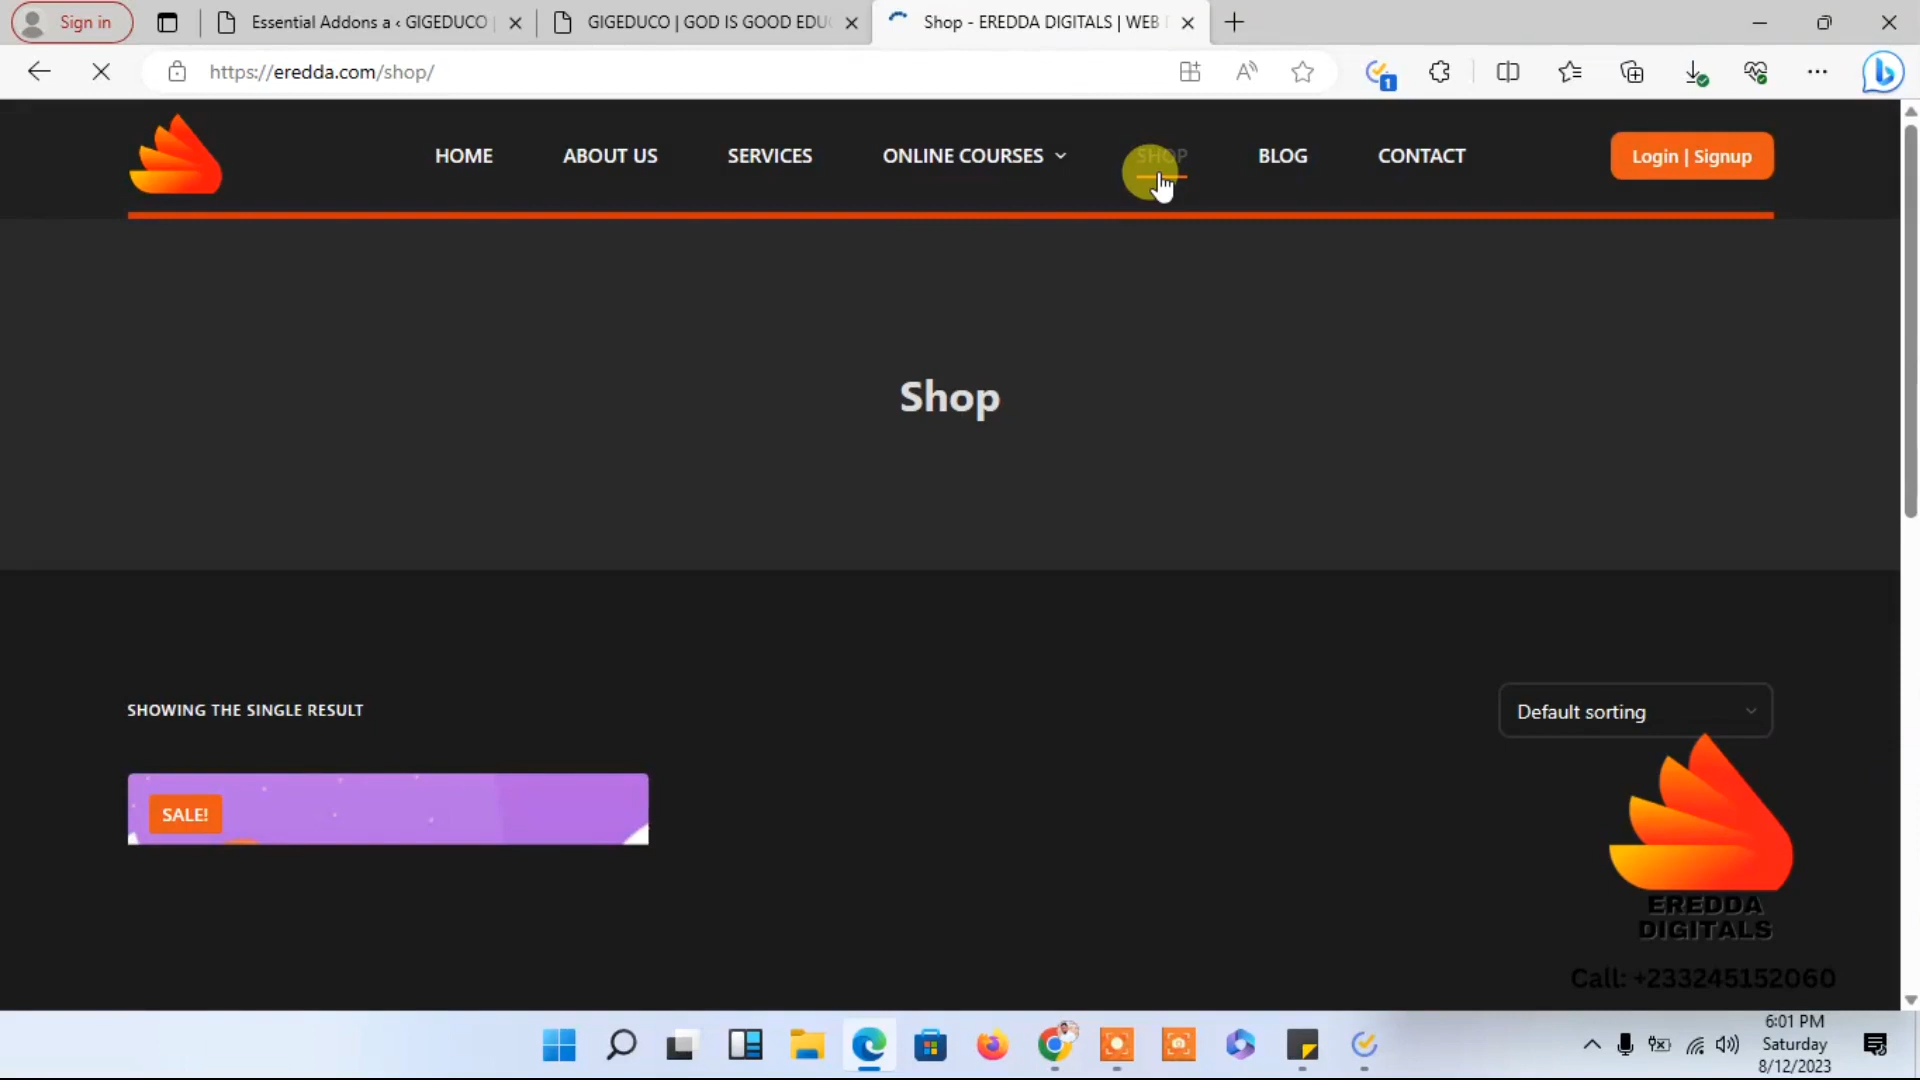 Sign in
Essential Addons a ‹ GIGEDUCO
GIGEDUCO | GOD IS GOOD EDU
Shop - EREDDA DIGITALS | WEB
https://eredda.com/shop/
1
HOME
ABOUT US
SERVICES
ONLINE COURSES
SHOP
BLOG
CONTACT
Login | Signup
Shop
SHOWING THE SINGLE RESULT
Default sorting
SALE!
EREDDA
DIGITALS
Call: +233245152060
6:01 PM
Saturday
8/12/2023